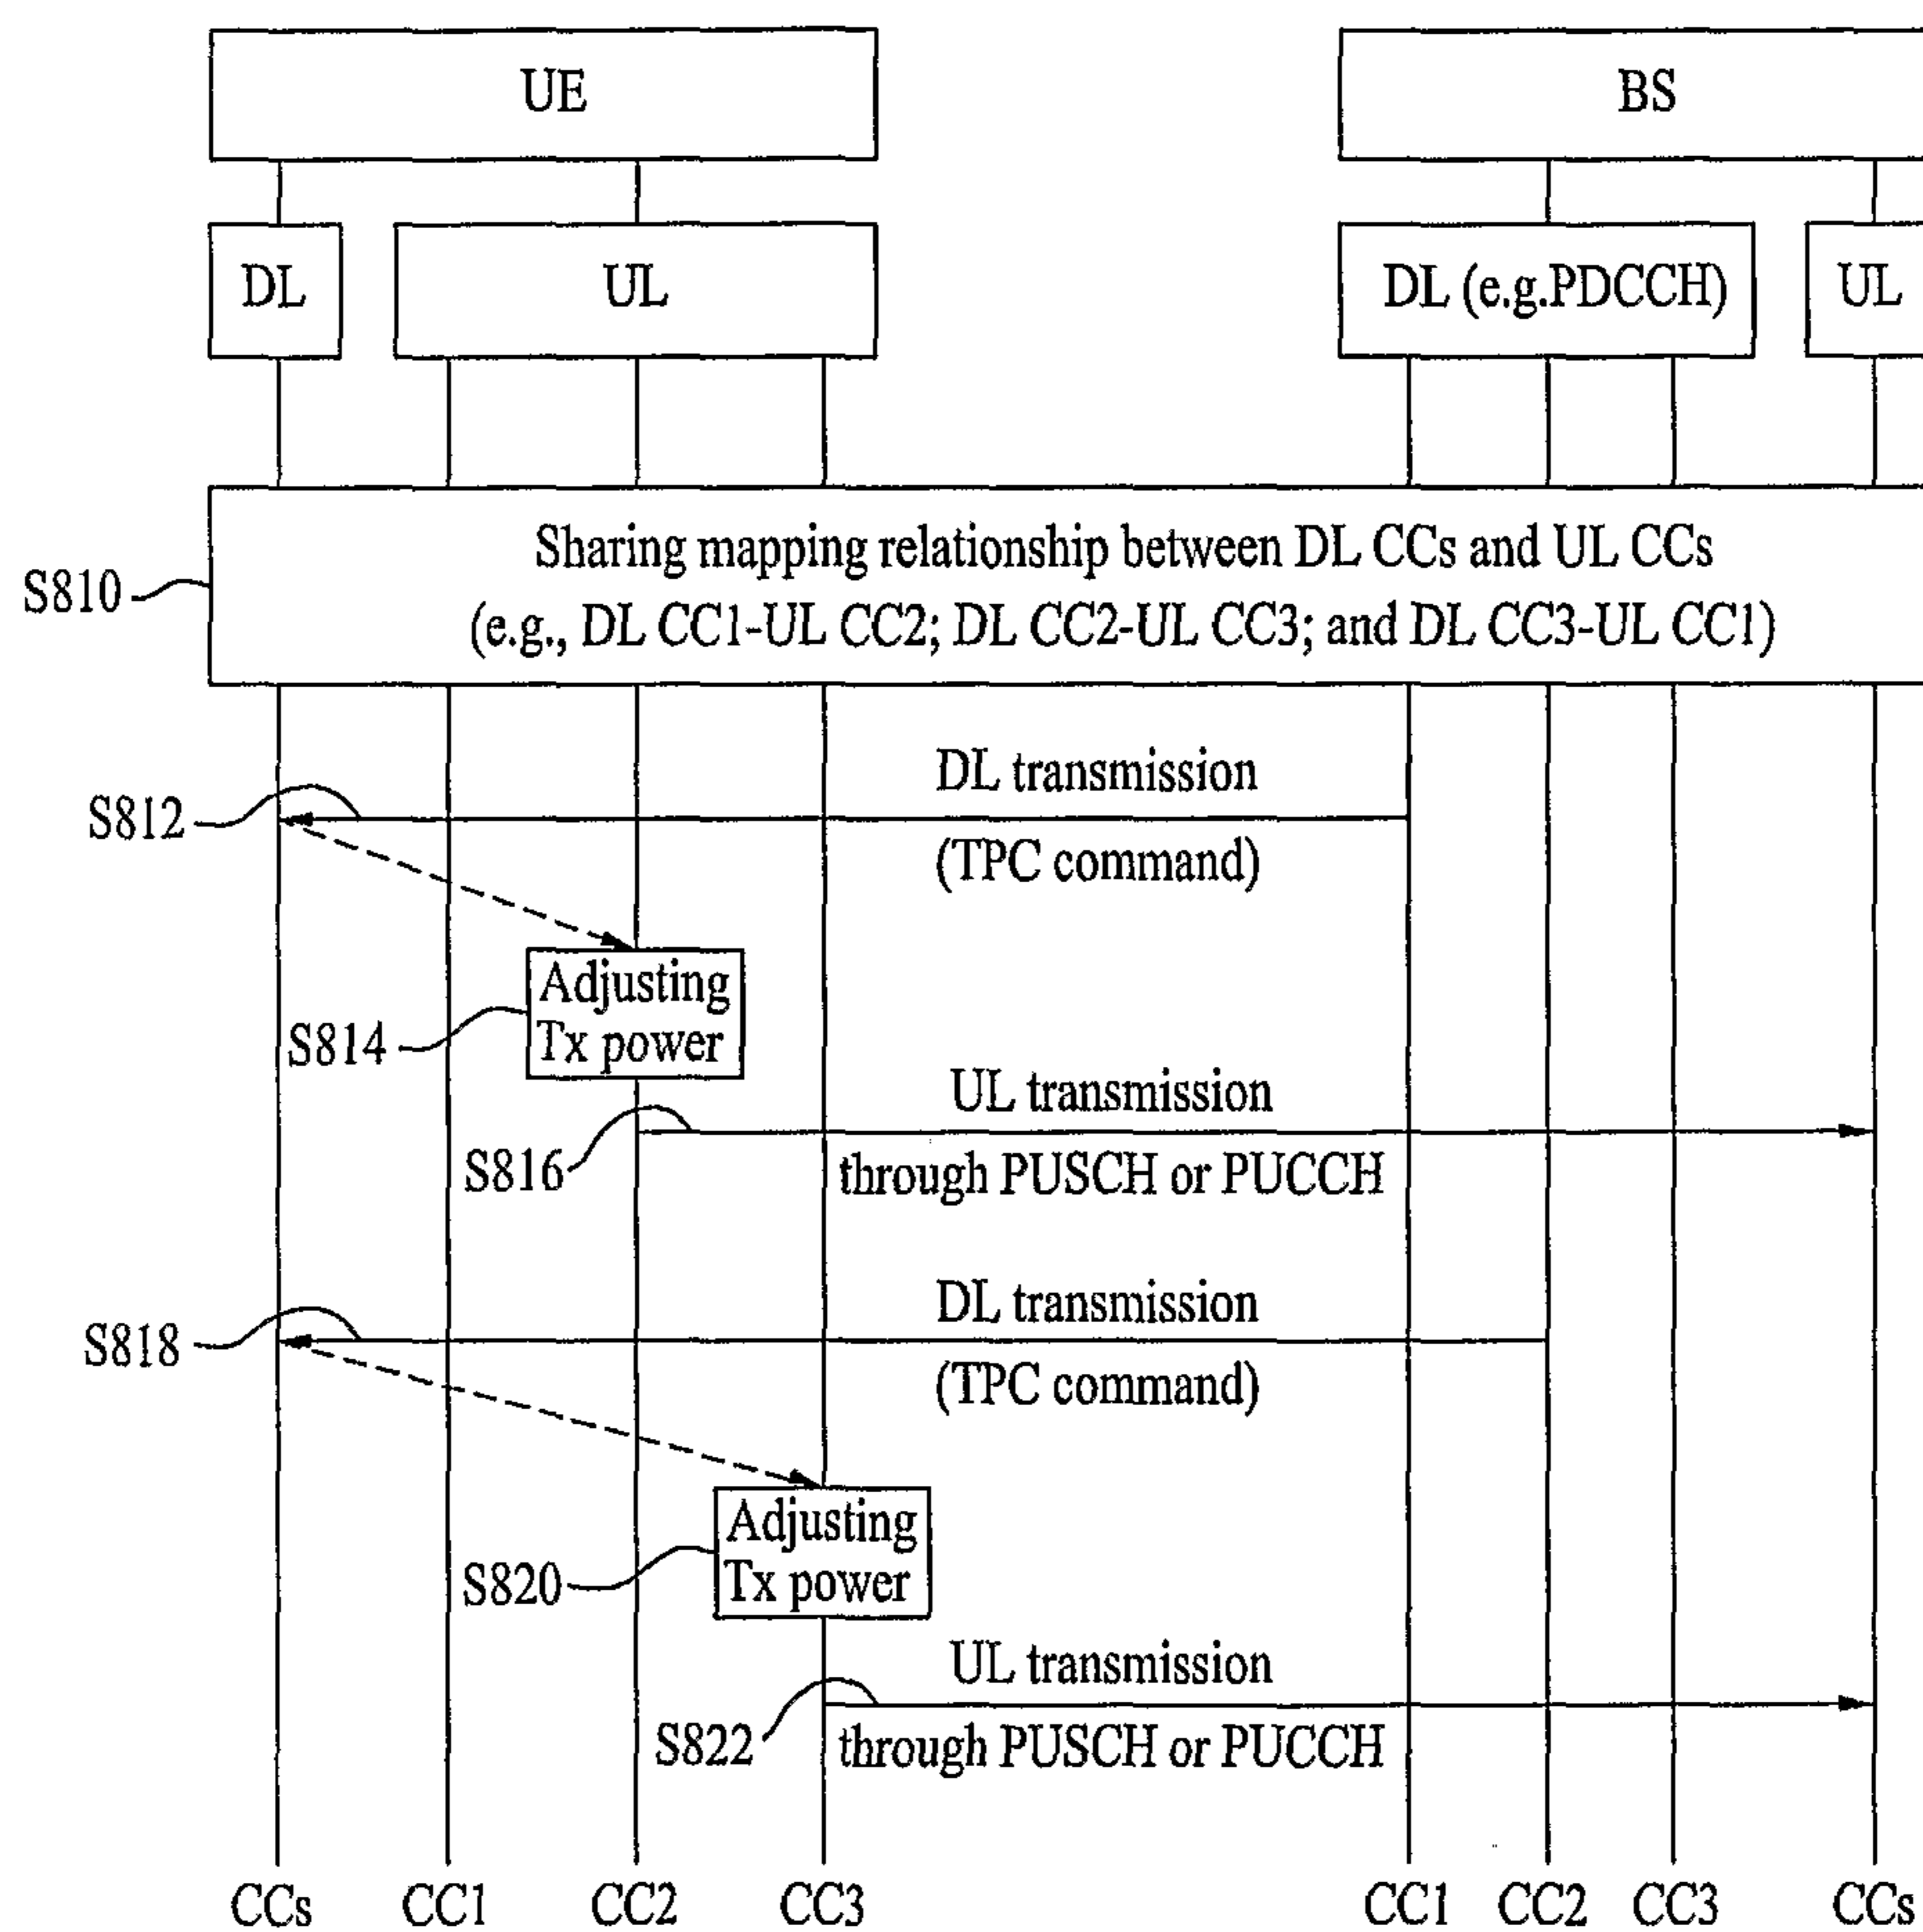 UE
BS
DL
UL
DL (e.g.PDCCH)
UL
Sharing mapping relationship between DL CCs and UL CCs
S810
(e.g., DL CC1-UL CC2; DL CC2-UL CC3; and DL CC3-UL CC1)
DL transmission
S812
(TPC command)
Adjusting
Tx power
S814
UL transmission
S816
through PUSCH or PUCCH
DL transmission
S818
(TPC command)
Adjusting
Tx power
S820
UL transmission
S822
through PUSCH or PUCCH
CCs
CC1
CC2
CC3
CC1
CC2
CC3
CCs